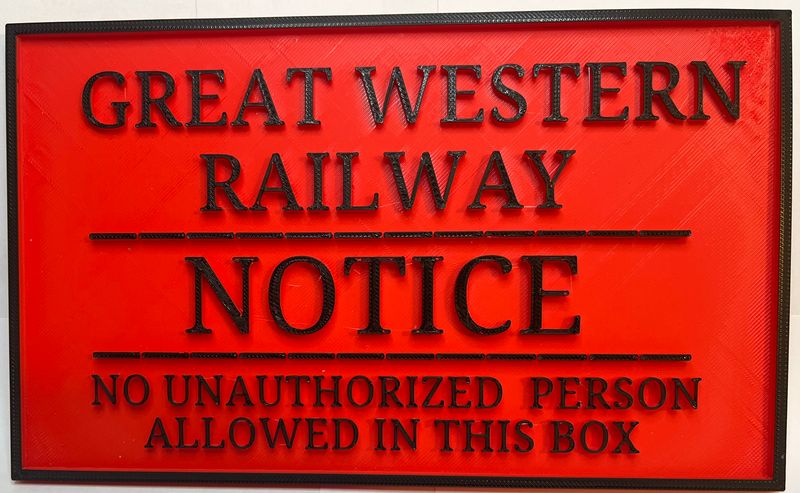 GREAT WESTERN
RAILWAY
NOTICE
NO UNAUTHORIZED PERSON
ALLOWED IN THIS BOX